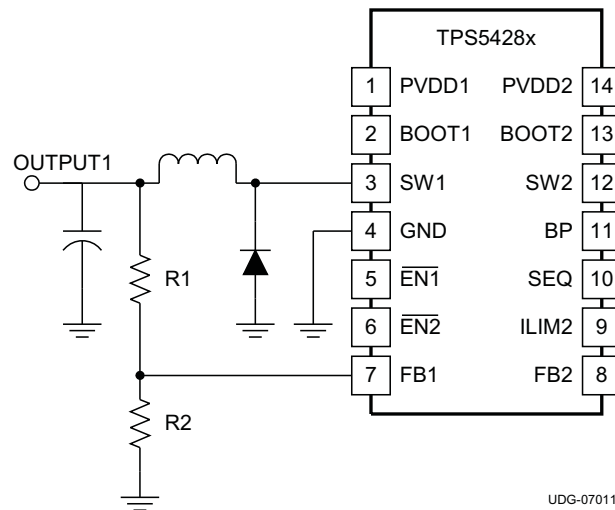 TPS5428x
1 PVDD1 PVDD2 14
2 BOOT1 BOOT2 13
OUTPUT1
3 SW1 SW2 12
4 GND BP 11
R1
5 EN1 SEQ 10
6 EN2 ILIM2 9
7 FB1 FB2 8
R2
UDG-07011